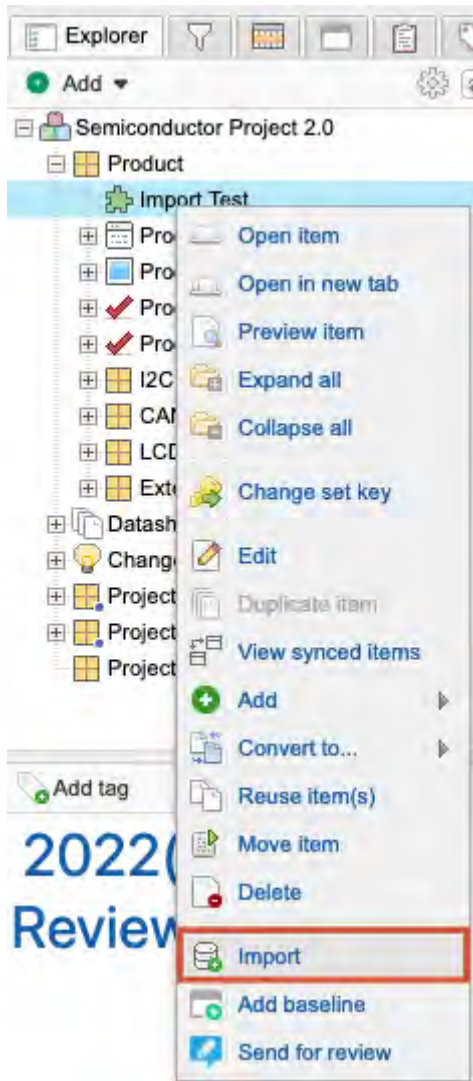 Explorer
Add
Semiconductor Project 2.0
Product
Import Test
Pro
Open item
Pro
Open in new tab
Pro
Preview item
Pro
I2C
Expand all
CAN
Collapse all
LCD
Exte
Change set key
Datash
Change
Edit
Project
Duplicate item
Project
View synced items
Project
Add
Convert to...
Add tag
Reuse item(s)
2022(
Move item
Delete
Review
Import
Add baseline
Send for review